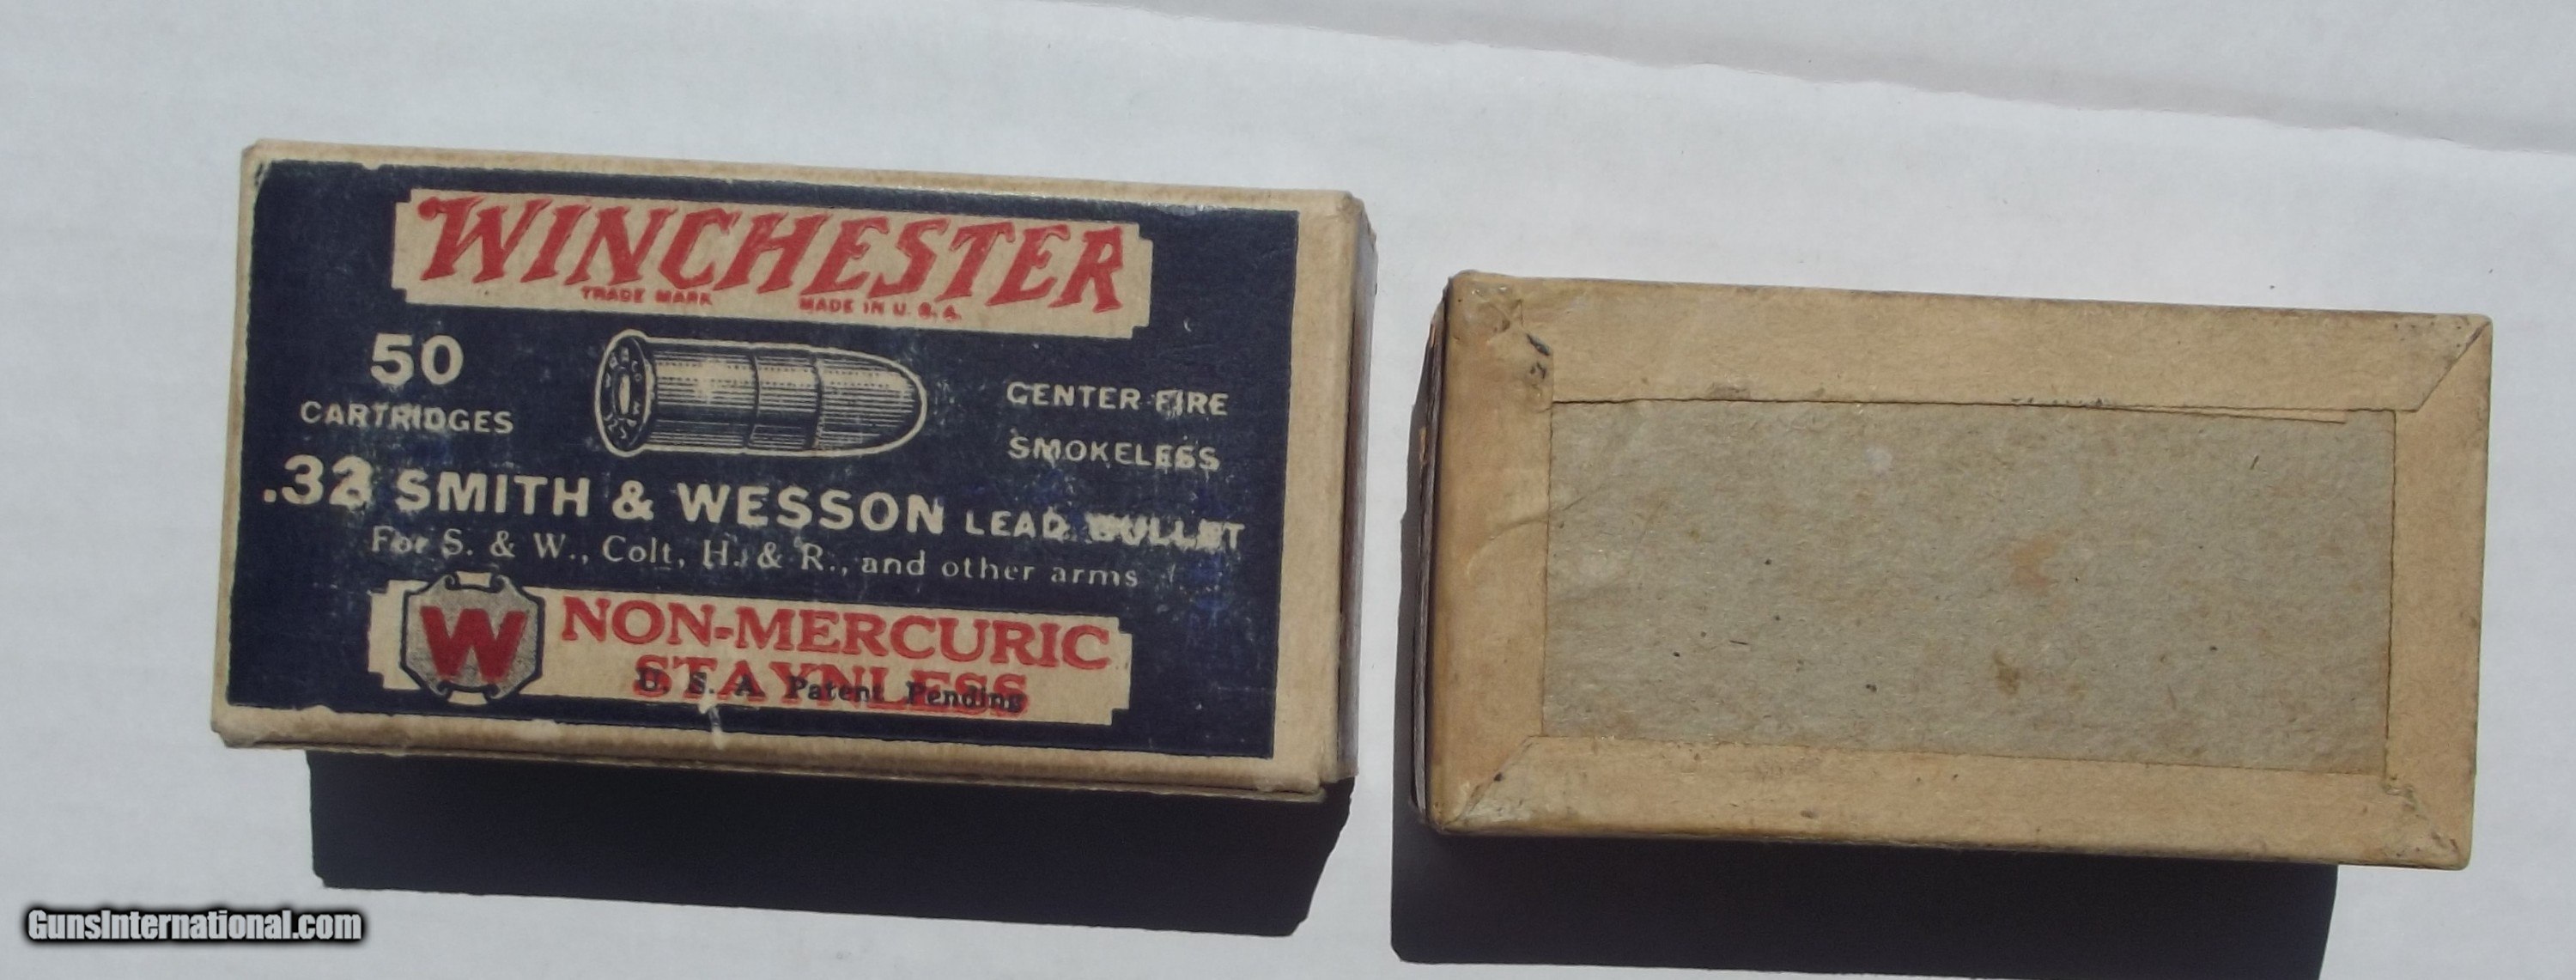 WINCHESTER
TRADE MARK MADE IN U. S. A.
50
CARTRIDGES
CENTER FIRE
SMOKELESS
.32 SMITH & WESSON LEAD BULLET
For S. & W., Colt, H. & R., and other arms
W
NON-MERCURIC
STAYNLESS
U. S. A. Patent Pending
GunsInternational.com